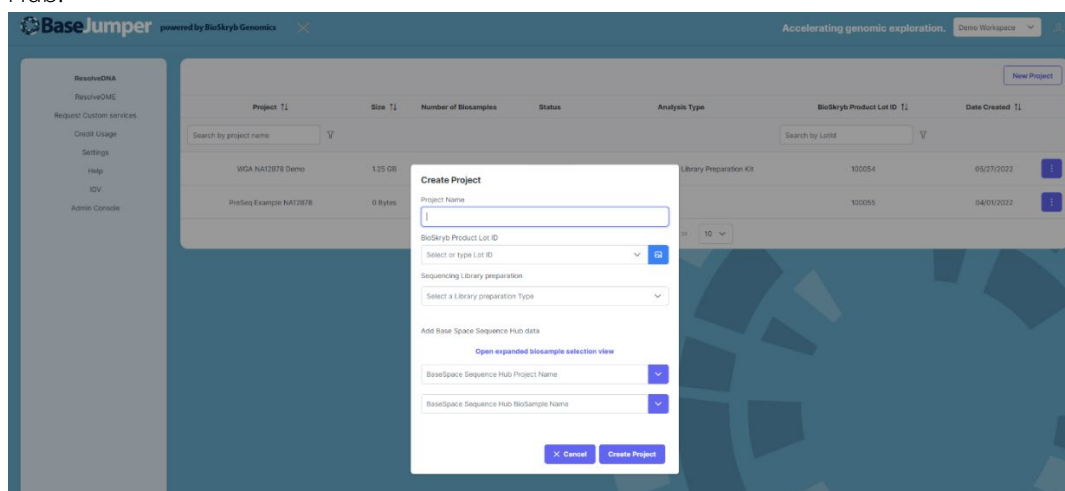 Hub.
BaseJumper powered by BioSkryb Genomics
Accelerating genomic exploration. Demo Workspace
ResolveDNA
ResolveOME
Request Custom services
Credit Usage
Settings
Help
IGV
Admin Console
New Project
Project Size Number of Biosamples Status Analysis Type BioSkryb Product Lot ID Date Created
Search by project name Search by LotId
WGA NA12878 Demo 1.25 GB Library Preparation Kit 100054 05/27/2022
ProSeq Example NA12878 0 Bytes 100055 04/01/2022
10
Create Project
Project Name
BioSkryb Product Lot ID
Select or type Lot ID
Sequencing Library preparation
Select a Library preparation Type
Add Base Space Sequence Hub data
Open expanded biosample selection view
BaseSpace Sequence Hub Project Name
BaseSpace Sequence Hub BioSample Name
Cancel Create Project